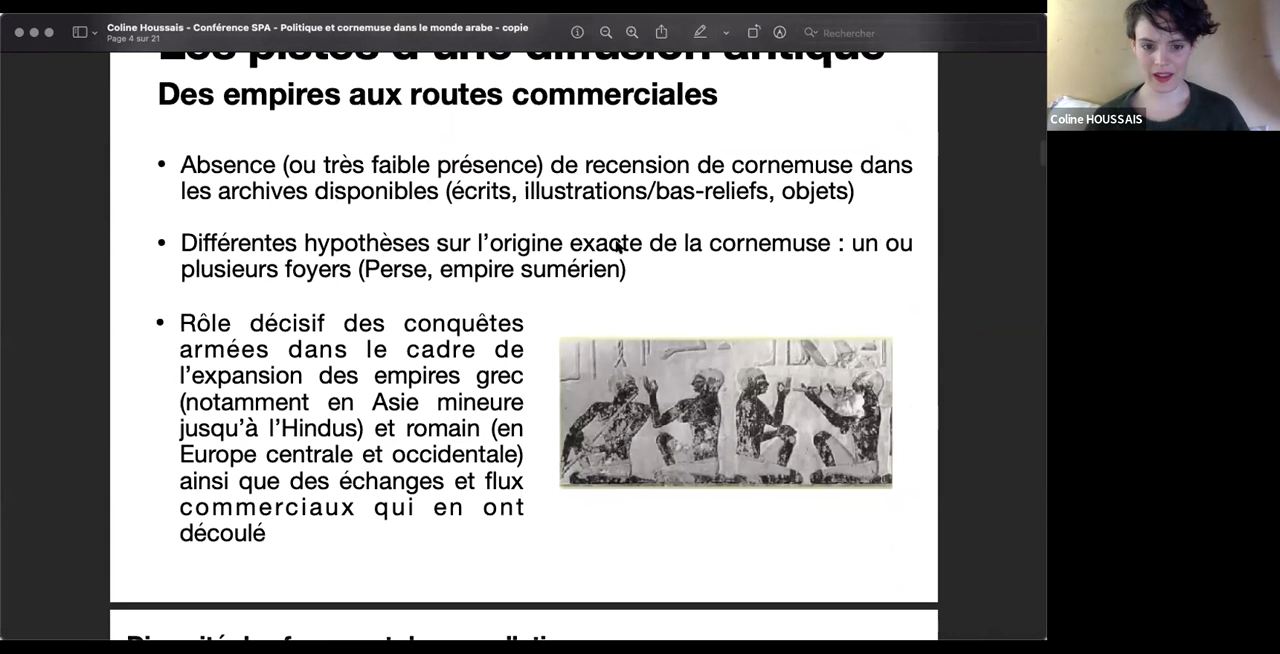 Coline Houssais - Conférence SPA - Politique et cornemuse dans le monde arabe - copie
Page 4 sur 21
Rechercher
Coline HOUSSAIS
Les pistes d'une diffusion antique
Des empires aux routes commerciales
• Absence (ou très faible présence) de recension de cornemuse dans
les archives disponibles (écrits, illustrations/bas-reliefs, objets)
• Différentes hypothèses sur l'origine exacte de la cornemuse : un ou
plusieurs foyers (Perse, empire sumérien)
• Rôle décisif des conquêtes
armées dans le cadre de
l'expansion des empires grec
(notamment en Asie mineure
jusqu'à l'Hindus) et romain (en
Europe centrale et occidentale)
ainsi que des échanges et flux
commerciaux qui en ont
découlé